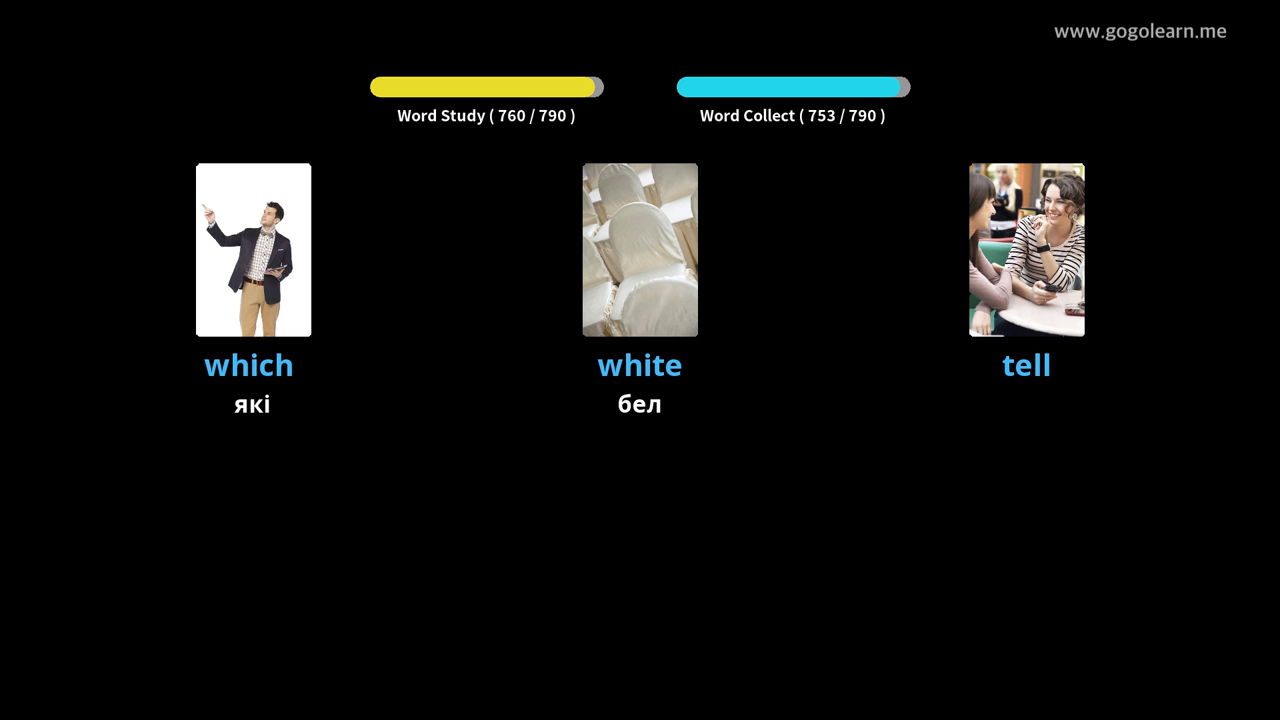 www.gogolearn.me
Word Study ( 760 / 790 )
Word Collect ( 753 / 790 )
which
які
white
бел
tell